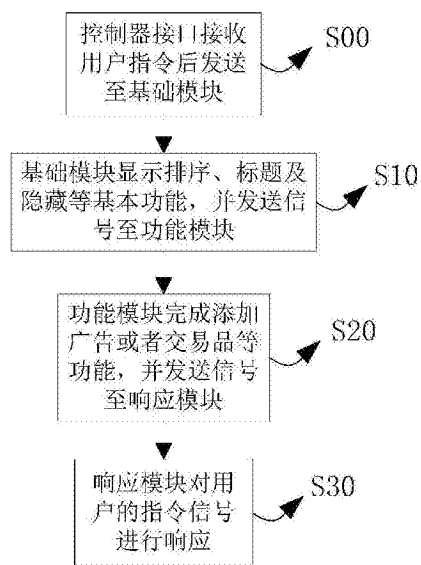 控制器接口接收
用户指令后发送
至基础模块
S00
基础模块显示排序、标题及
隐藏等基本功能，并发送信
号至功能模块
S10
功能模块完成添加
广告或者交易品等
功能，并发送信号
至响应模块
S20
响应模块对用
户的指令信号
进行响应
S30